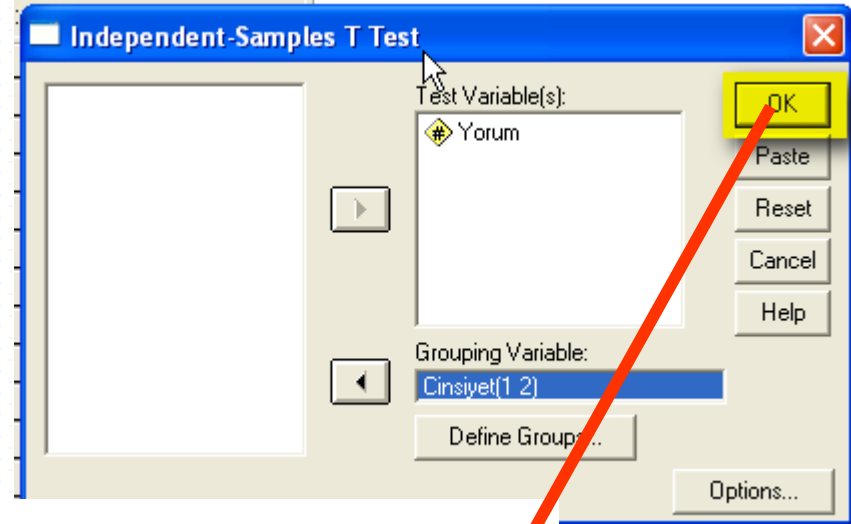 Independent-Samples T Test
Test Variable(s):
# Yorum
OK
Paste
Reset
Cancel
Help
Grouping Variable:
Cinsiyet(1 2)
Define Groups...
Options...